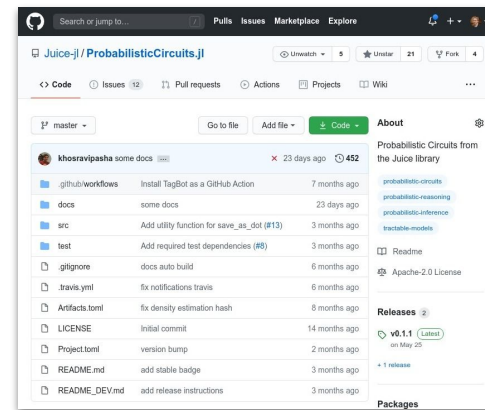 Search or jump to... / Pulls Issues Marketplace Explore
Juice-jl / ProbabilisticCircuits.jl Unwatch 5 Unstar 21 Fork 4
Code Issues 12 Pull requests Actions Projects Wiki ...
master Go to file Add file Code About
khosravipasha some docs ... 23 days ago 452 Probabilistic Circuits from
the Juice library
.github/workflows Install TagBot as a GitHub Action 7 months ago
docs some docs 23 days ago
src Add utility function for save_as_dot (#13) 3 months ago
test Add required test dependencies (#8) 3 months ago
.gitignore docs auto build 6 months ago
.travis.yml fix notifications travis 6 months ago
Artifacts.toml fix density estimation hash 8 months ago
LICENSE Initial commit 14 months ago
Project.toml version bump 2 months ago
README.md add stable badge 3 months ago
README_DEV.md add release instructions 3 months ago
probabilistic-circuits
probabilistic-reasoning
probabilistic-inference
tractable-models
Readme
Apache-2.0 License
Releases 2
v0.1.1 Latest
on May 25
+ 1 release
Packages